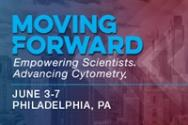 MOVING
FORWARD
Empowering Scientists.
Advancing Cytometry.
JUNE 3-7
PHILADELPHIA, PA